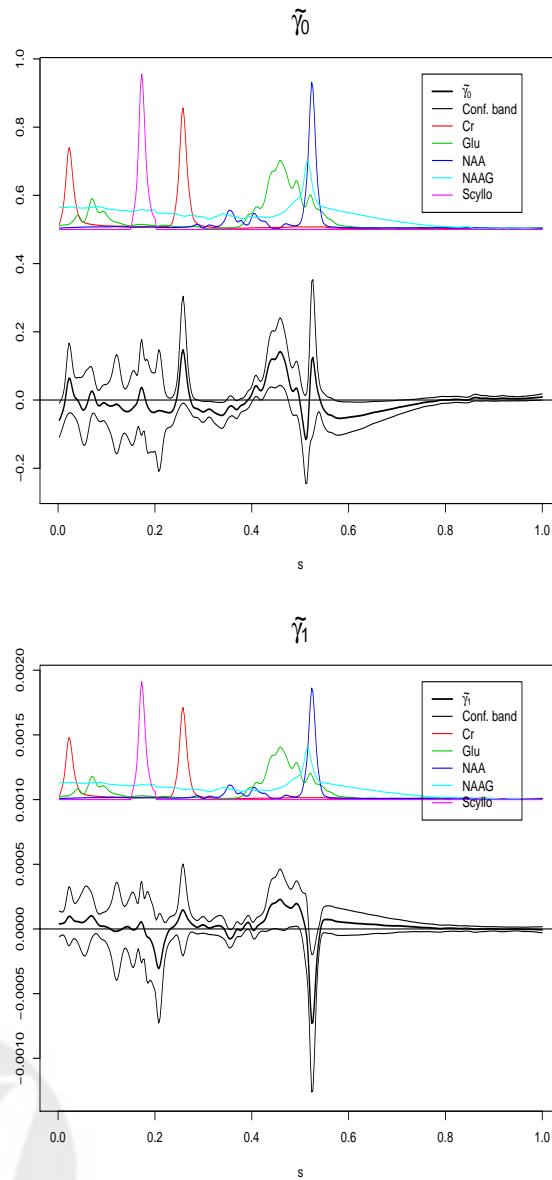 γ̃0
γ̃0
Conf. band
Cr
Glu
NAA
NAAG
Scyllo
1.0
0.8
0.6
0.4
0.2
0.0
−0.2
0.0 0.2 0.4 0.6 0.8 1.0
s
γ̃1
γ̃1
Conf. band
Cr
Glu
NAA
NAAG
Scyllo
0.0020
0.0015
0.0010
0.0005
0.0000
−0.0005
−0.0010
0.0 0.2 0.4 0.6 0.8 1.0
s